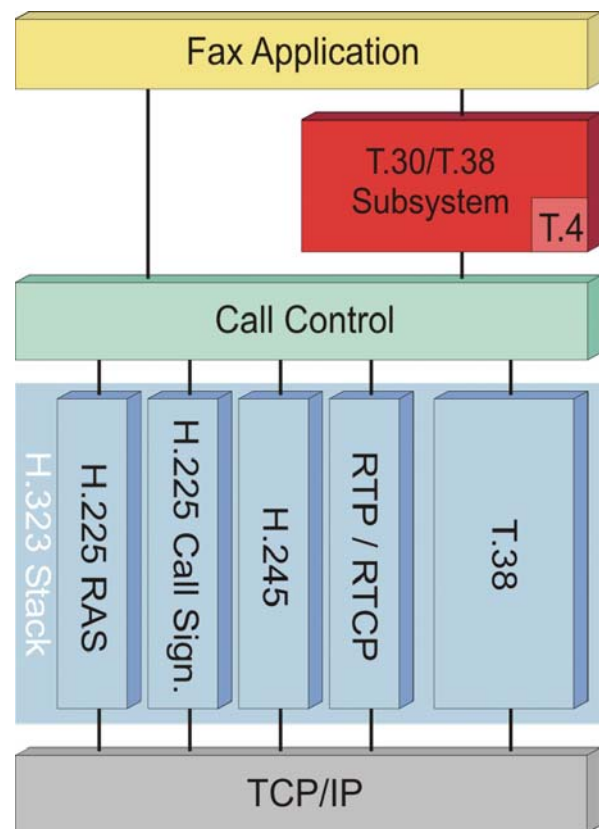 Fax Application
T.30/T.38
Subsystem
T.4
Call Control
H.323 Stack
H.225 RAS
H.225 Call Sign.
H.245
RTP / RTCP
T.38
TCP/IP